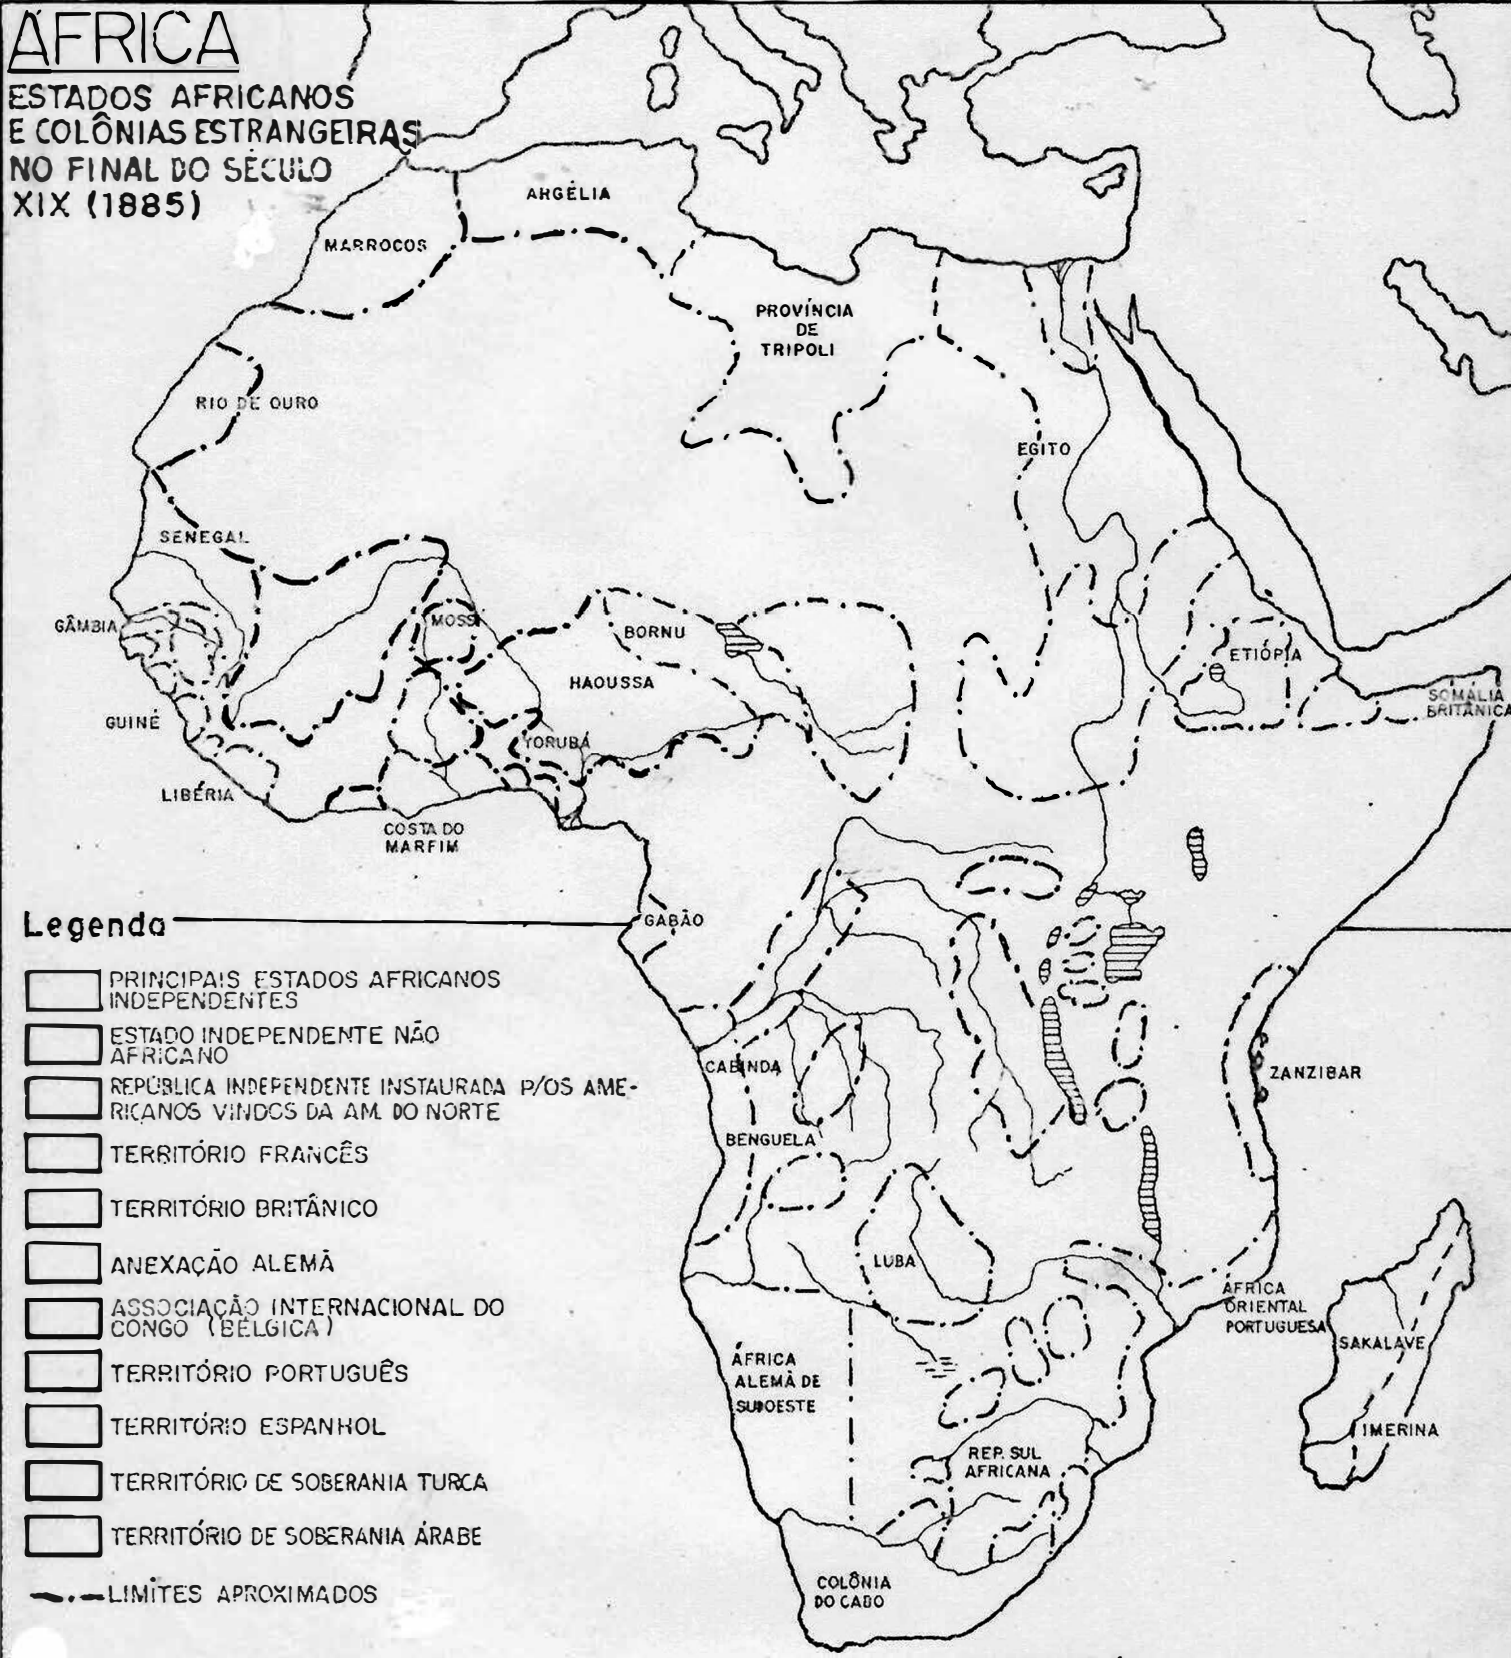 ÁFRICA
ESTADOS AFRICANOS
E COLÔNIAS ESTRANGEIRAS
NO FINAL DO SÉCULO
XIX (1885)
ARGÉLIA
MARROCOS
PROVÍNCIA
DE
TRIPOLI
RIO DE OURO
EGITO
SENEGAL
GÂMBIA
MOSSI
BORNU
ETIÓPIA
HAOUSSA
SOMÁLIA
BRITÂNICA
GUINÉ
YORUBÁ
LIBÉRIA
COSTA DO
MARFIM
GABÃO
CABINDA
ZANZIBAR
BENGUELA
LUBA
ÁFRICA
ORIENTAL
PORTUGUESA
SAKALAVE
ÁFRICA
ALEMÃ DE
SUDOESTE
IMERINA
REP. SUL
AFRICANA
COLÔNIA
DO CABO
Legenda
PRINCIPAIS ESTADOS AFRICANOS
INDEPENDENTES
ESTADO INDEPENDENTE NÃO
AFRICANO
REPÚBLICA INDEPENDENTE INSTAURADA P/OS AME-
RICANOS VINDOS DA AM. DO NORTE
TERRITÓRIO FRANCÊS
TERRITÓRIO BRITÂNICO
ANEXAÇÃO ALEMÃ
ASSOCIAÇÃO INTERNACIONAL DO
CONGO (BÉLGICA)
TERRITÓRIO PORTUGUÊS
TERRITÓRIO ESPANHOL
TERRITÓRIO DE SOBERANIA TURCA
TERRITÓRIO DE SOBERANIA ÁRABE
LIMITES APROXIMADOS